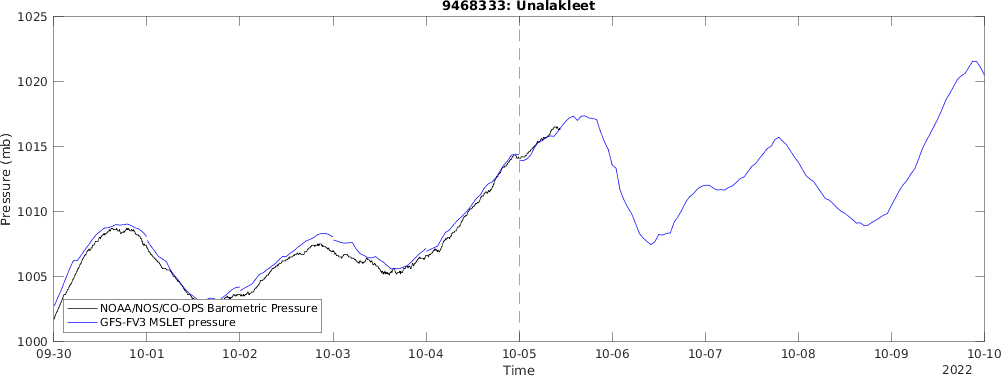 9468333: Unalakleet
1025
1020
1015
1010
1005
1000
Pressure (mb)
NOAA/NOS/CO-OPS Barometric Pressure
GFS-FV3 MSLET pressure
09-30 10-01 10-02 10-03 10-04 10-05 10-06 10-07 10-08 10-09 10-10
Time
2022